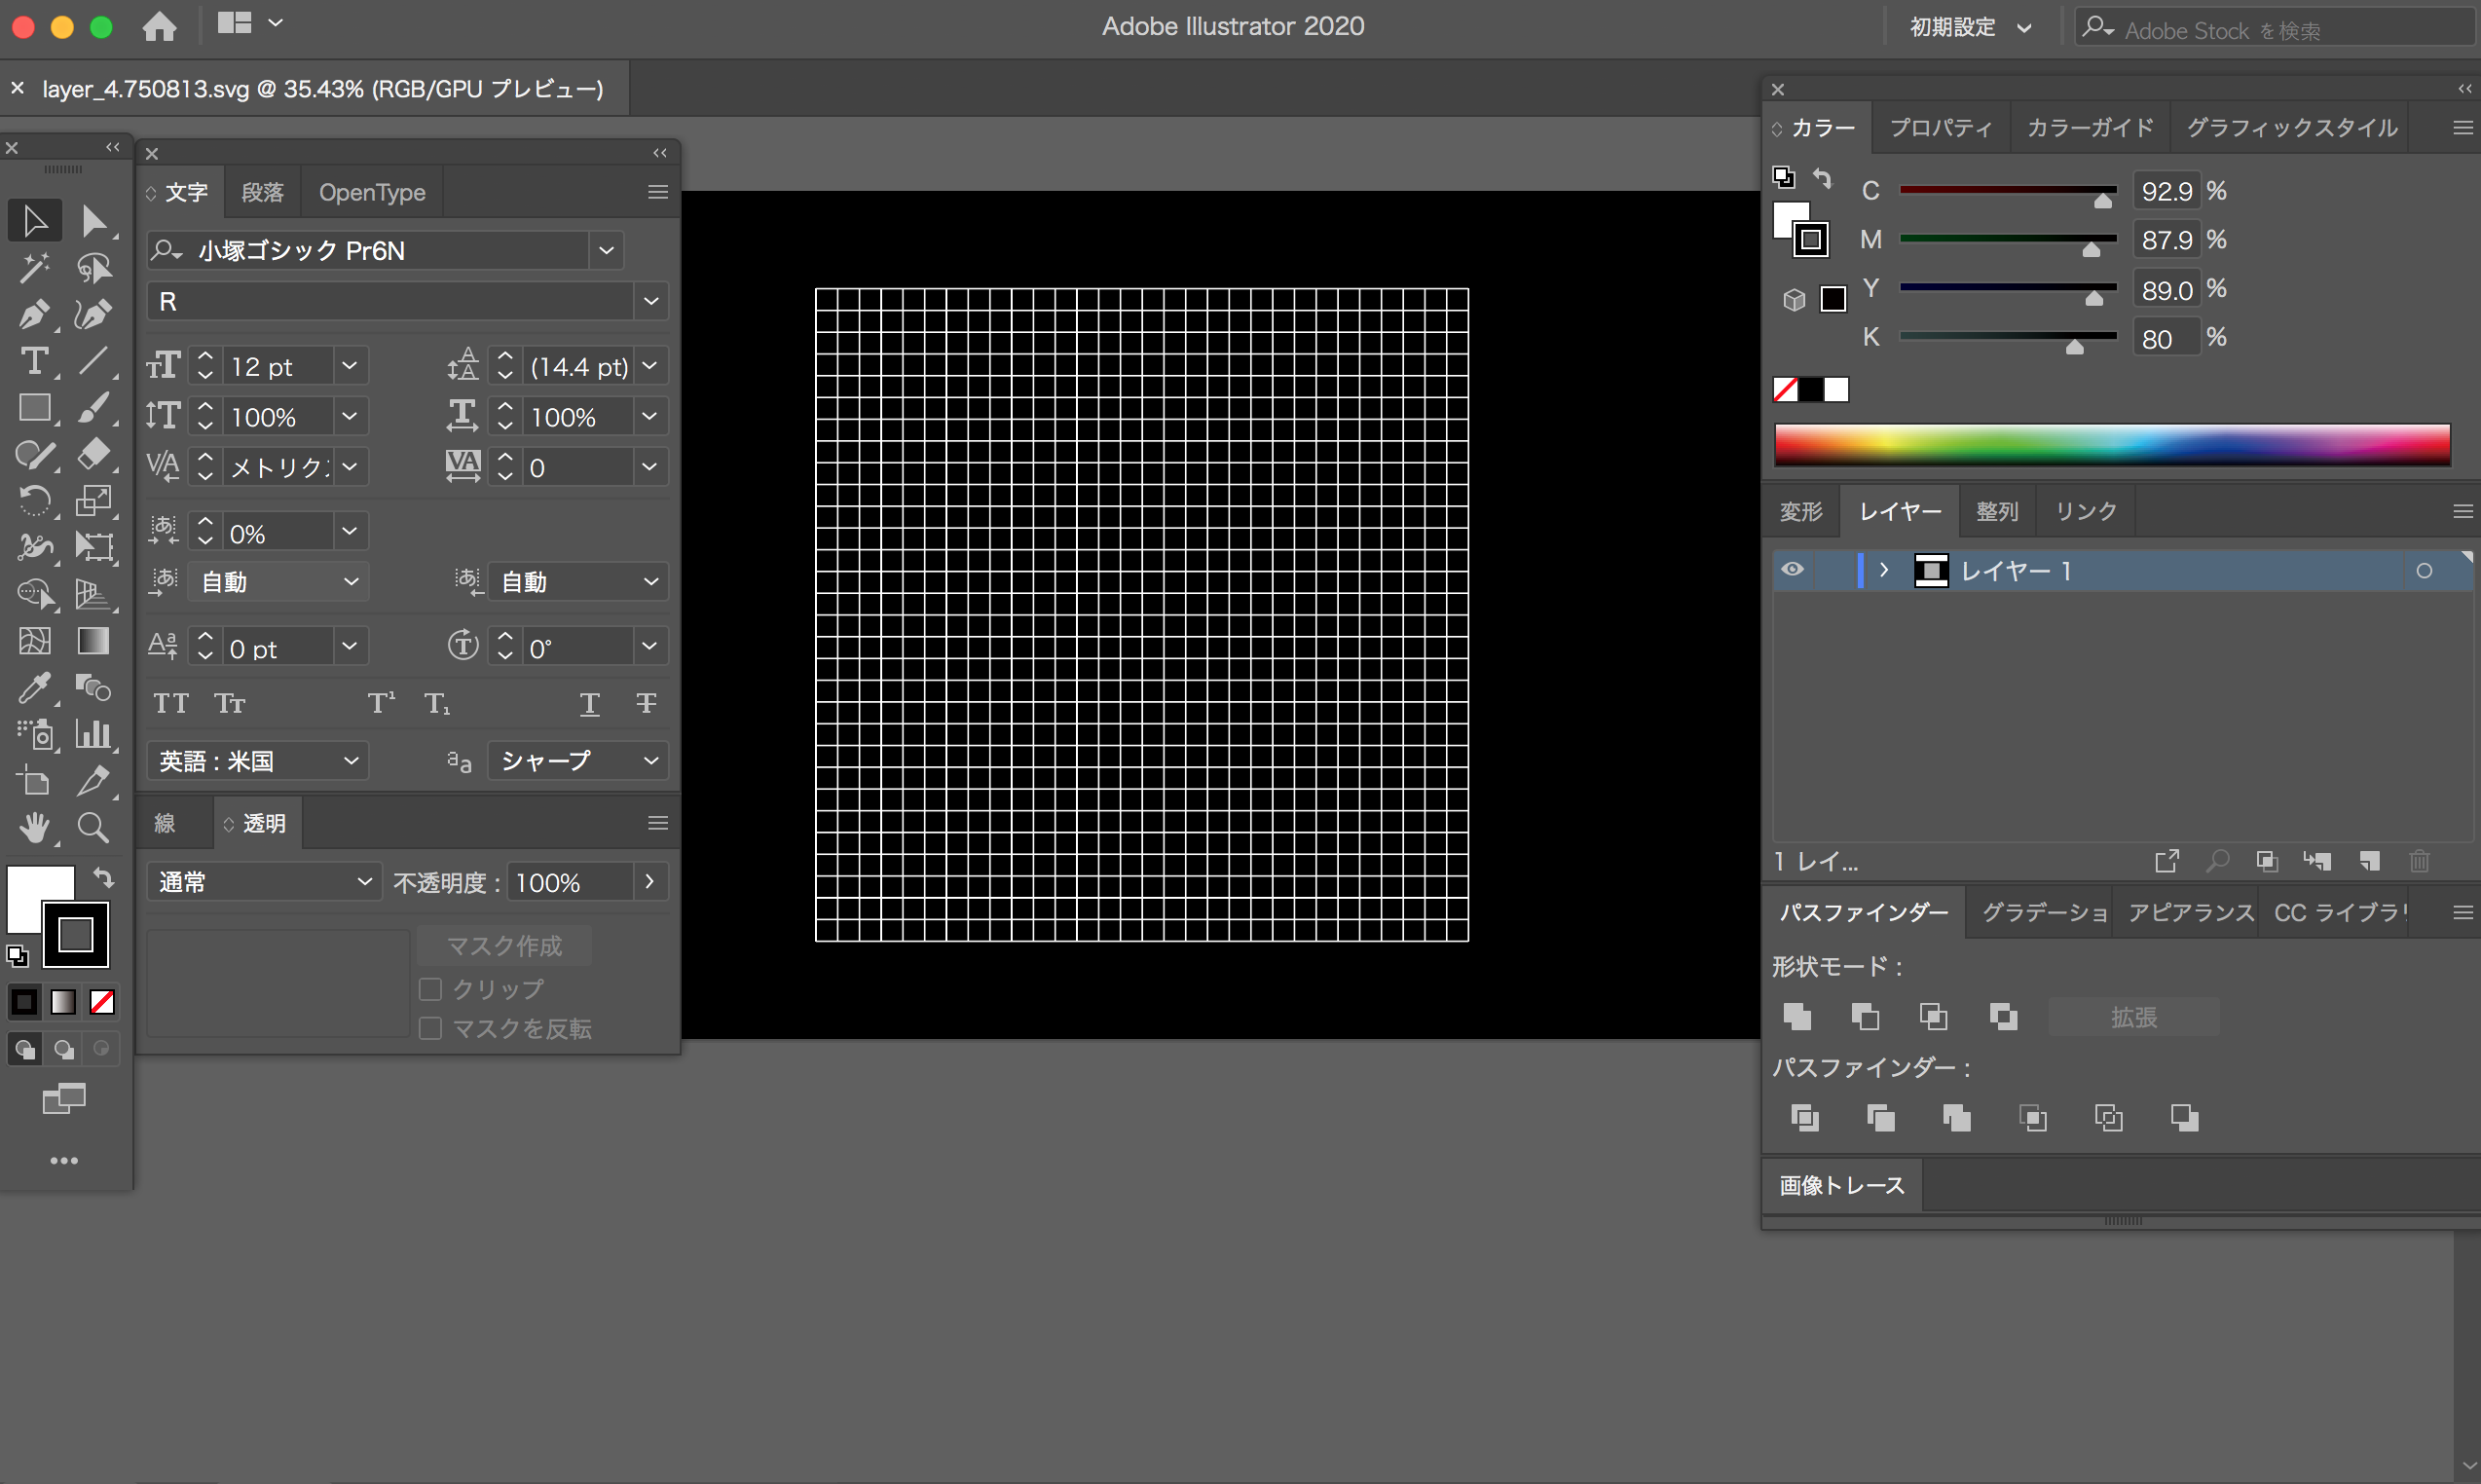 Adobe Illustrator 2020
初期設定
Adobe Stock を検索
layer_4.750813.svg @ 35.43% (RGB/GPU プレビュー)
文字 段落 OpenType
小塚ゴシック Pr6N
R
12 pt (14.4 pt)
100% 100%
メトリクス 0
0%
自動 自動
0 pt 0°
英語 : 米国 シャープ
線 透明
通常 不透明度 : 100%
マスク作成
クリップ
マスクを反転
カラー プロパティ カラーガイド グラフィックスタイル
C 92.9 %
M 87.9 %
Y 89.0 %
K 80 %
変形 レイヤー 整列 リンク
レイヤー 1
1 レイ...
パスファインダー グラデーショ アピアランス CC ライブラリ
形状モード :
拡張
パスファインダー :
画像トレース